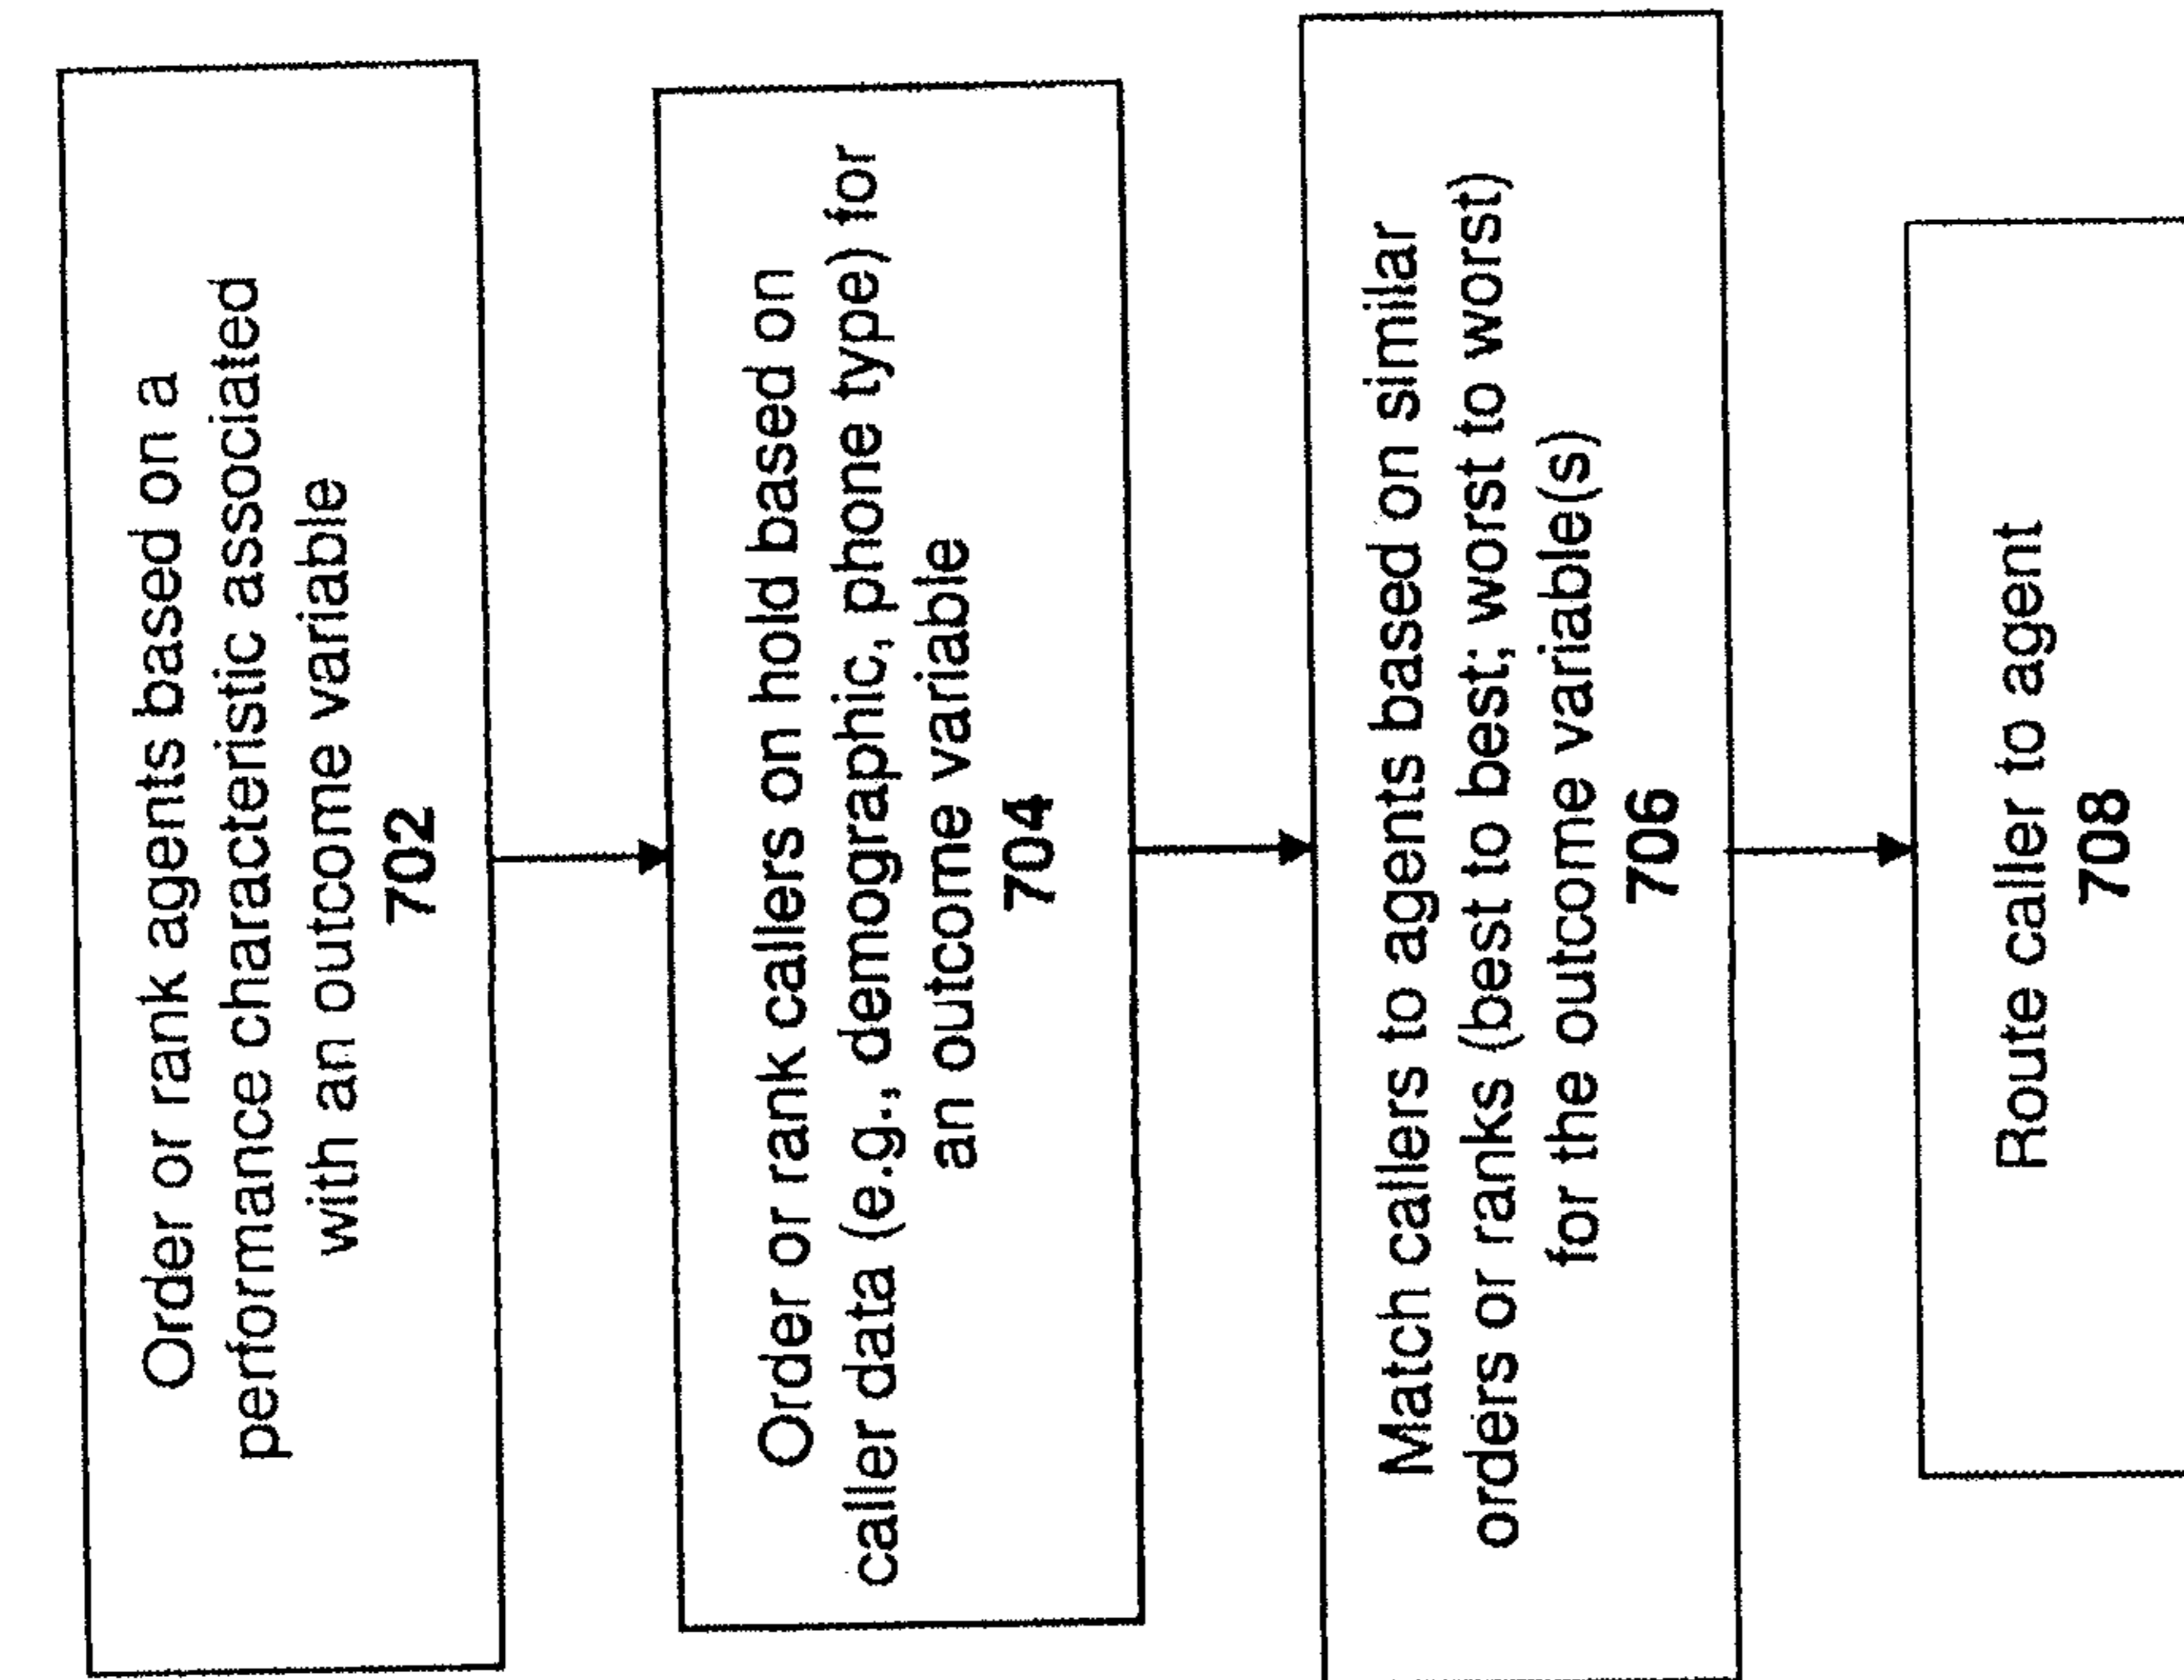 Order or rank agents based on a
performance characteristic associated
with an outcome variable
702
Order or rank callers on hold based on
caller data (e.g., demographic, phone type) for
an outcome variable
704
Match callers to agents based on similar
orders or ranks (best to best; worst to worst)
for the outcome variable(s)
706
Route caller to agent
708